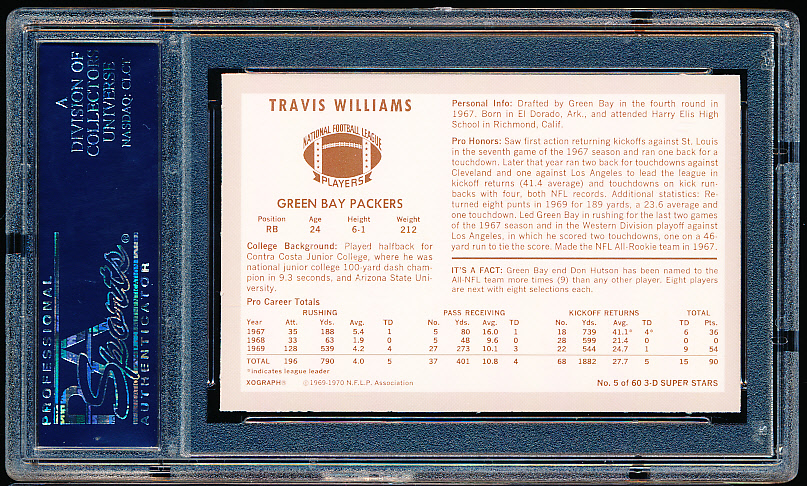 A
DIVISION OF
COLLECTORS
UNIVERSE
NASDAQ: CLCT
PROFESSIONAL
PSA
Sports
®
AUTHENTICATOR
TRAVIS WILLIAMS
NATIONAL FOOTBALL LEAGUE
PLAYERS
GREEN BAY PACKERS
Position Age Height Weight
RB 24 6-1 212
College Background: Played halfback for
Contra Costa Junior College, where he was
national junior college 100-yard dash cham-
pion in 9.3 seconds, and Arizona State Uni-
versity.
Personal Info: Drafted by Green Bay in the fourth round in
1967. Born in El Dorado, Ark., and attended Harry Elis High
School in Richmond, Calif.
Pro Honors: Saw first action returning kickoffs against St. Louis
in the seventh game of the 1967 season and ran one back for a
touchdown. Later that year ran two back for touchdowns against
Cleveland and one against Los Angeles to lead the league in
kickoff returns (41.4 average) and touchdowns on kick run-
backs with four, both NFL records. Additional statistics: Re-
turned eight punts in 1969 for 189 yards, a 23.6 average and
one touchdown. Led Green Bay in rushing for the last two games
of the 1967 season and in the Western Division playoff against
Los Angeles, in which he scored two touchdowns, one on a 46-
yard run to tie the score. Made the NFL All-Rookie team in 1967.
IT'S A FACT: Green Bay end Don Hutson has been named to the
All-NFL team more times (9) than any other player. Eight players
are next with eight selections each.
Pro Career Totals
RUSHING PASS RECEIVING KICKOFF RETURNS TOTAL
Year Att. Yds. Avg. TD No. Yds. Avg. TD No. Yds. Avg. TD TD Pts.
1967 35 188 5.4 1 5 80 16.0 1 18 739 41.1* 4* 6 36
1968 33 63 1.9 0 5 48 9.6 0 28 599 21.4 0 0 0
1969 128 539 4.2 4 27 273 10.1 3 22 544 24.7 1 9 54
TOTAL 196 790 4.0 5 37 401 10.8 4 68 1882 27.7 5 15 90
*indicates league leader
XOGRAPH® ©1969-1970 N.F.L.P. Association No. 5 of 60 3-D SUPER STARS